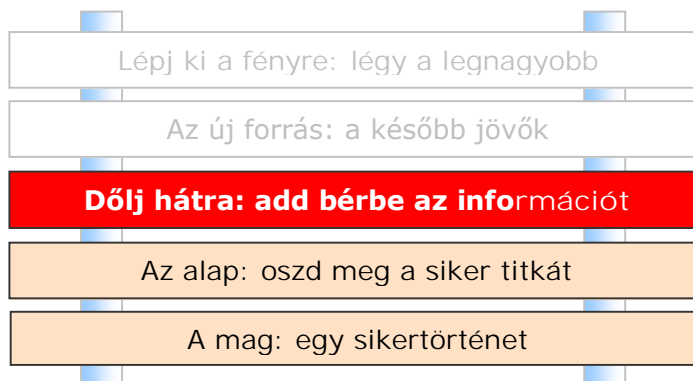 Lépj ki a fényre: légy a legnagyobb
Az új forrás: a később jövők
Dőlj hátra: add bérbe az információt
Az alap: oszd meg a siker titkát
A mag: egy sikertörténet